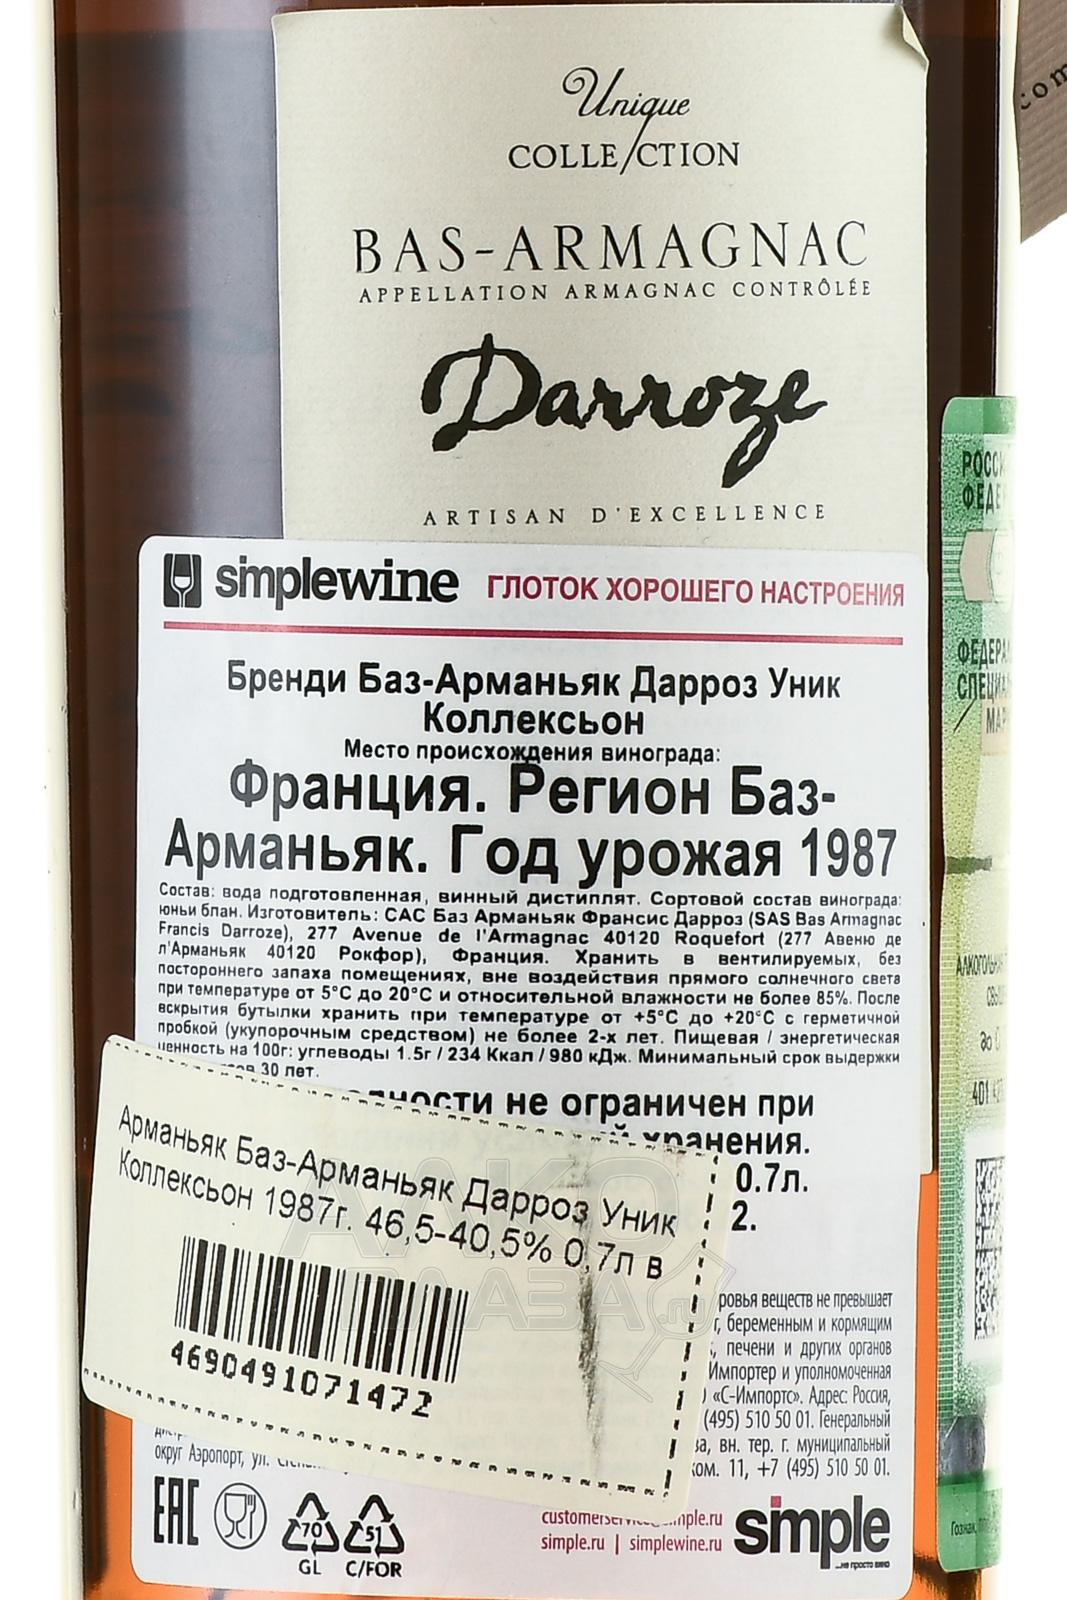 Unique
COLLECTION
BAS-ARMAGNAC
APPELLATION ARMAGNAC CONTRÔLÉE
Darroze
ARTISAN D'EXCELLENCE
com
simplewine ГЛОТОК ХОРОШЕГО НАСТРОЕНИЯ
Бренди Баз-Арманьяк Дарроз Уник
Коллексьон
Место происхождения винограда:
Франция. Регион Баз-
Арманьяк. Год урожая 1987
Состав: вода подготовленная, винный дистиллят. Сортовой состав винограда:
юньи блан. Изготовитель: САС Баз Арманьяк Франсис Дарроз (SAS Bas Armagnac
Francis Darroze), 277 Avenue de l'Armagnac 40120 Roquefort (277 Авеню де
л'Арманьяк 40120 Рокфор), Франция. Хранить в вентилируемых, без
постороннего запаха помещениях, вне воздействия прямого солнечного света
при температуре от 5°С до 20°С и относительной влажности не более 85%. После
вскрытия бутылки хранить при температуре от +5°С до +20°С с герметичной
пробкой (укупорочным средством) не более 2-х лет. Пищевая / энергетическая
ценность на 100г: углеводы 1.5г / 234 Ккал / 980 кДж. Минимальный срок выдержки
30 лет.
не ограничен при
хранения.
0.7л.
2.
Арманьяк Баз-Арманьяк Дарроз Уник
Коллексьон 1987г. 46,5-40,5% 0,7л в
4690491071472
веществ не превышает
г, беременным и кормящим
печени и других органов
Импортер и уполномоченная
«С-Импортс». Адрес: Россия,
(495) 510 50 01. Генеральный
вн. тер. г. муниципальный
округ Аэропорт, ул.
ком. 11, +7 (495) 510 50 01.
EAC
70
GL
51
C/FOR
simple.ru | simplewine.ru
simple
...не просто вино
АЛКО
ГЛАЗА
.ru
МАР
401